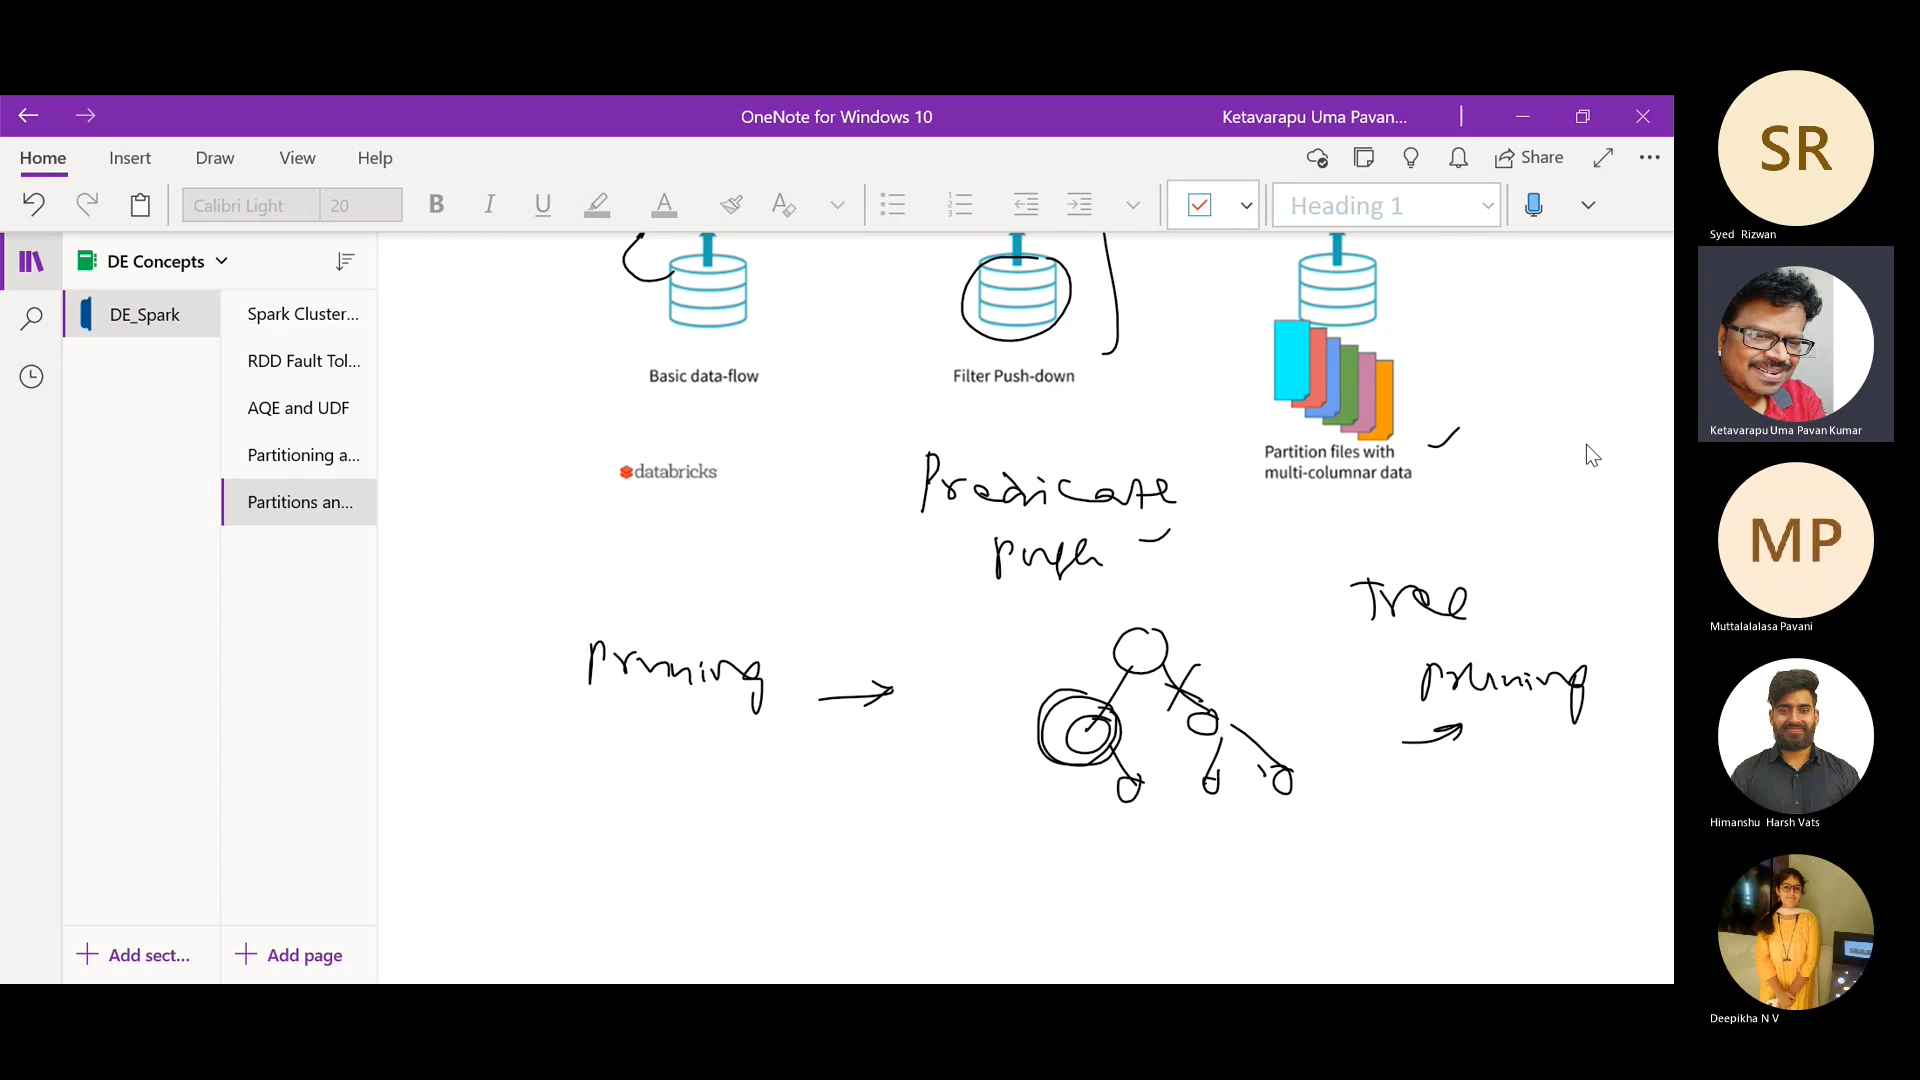 OneNote for Windows 10
Ketavarapu Uma Pavan...
Home Insert Draw View Help
Share
Calibri Light 20
B I U
A
Heading 1
DE Concepts
DE_Spark
Spark Cluster...
RDD Fault Tol...
AQE and UDF
Partitioning a...
Partitions an...
Add sect...
Add page
Basic data-flow
Filter Push-down
Partition files with
multi-columnar data
databricks
Predicate
push
Tree
Pruning
pruning
SR
Syed Rizwan
Ketavarapu Uma Pavan Kumar
MP
Muttalalalasa Pavani
Himanshu Harsh Vats
Deepikha N V